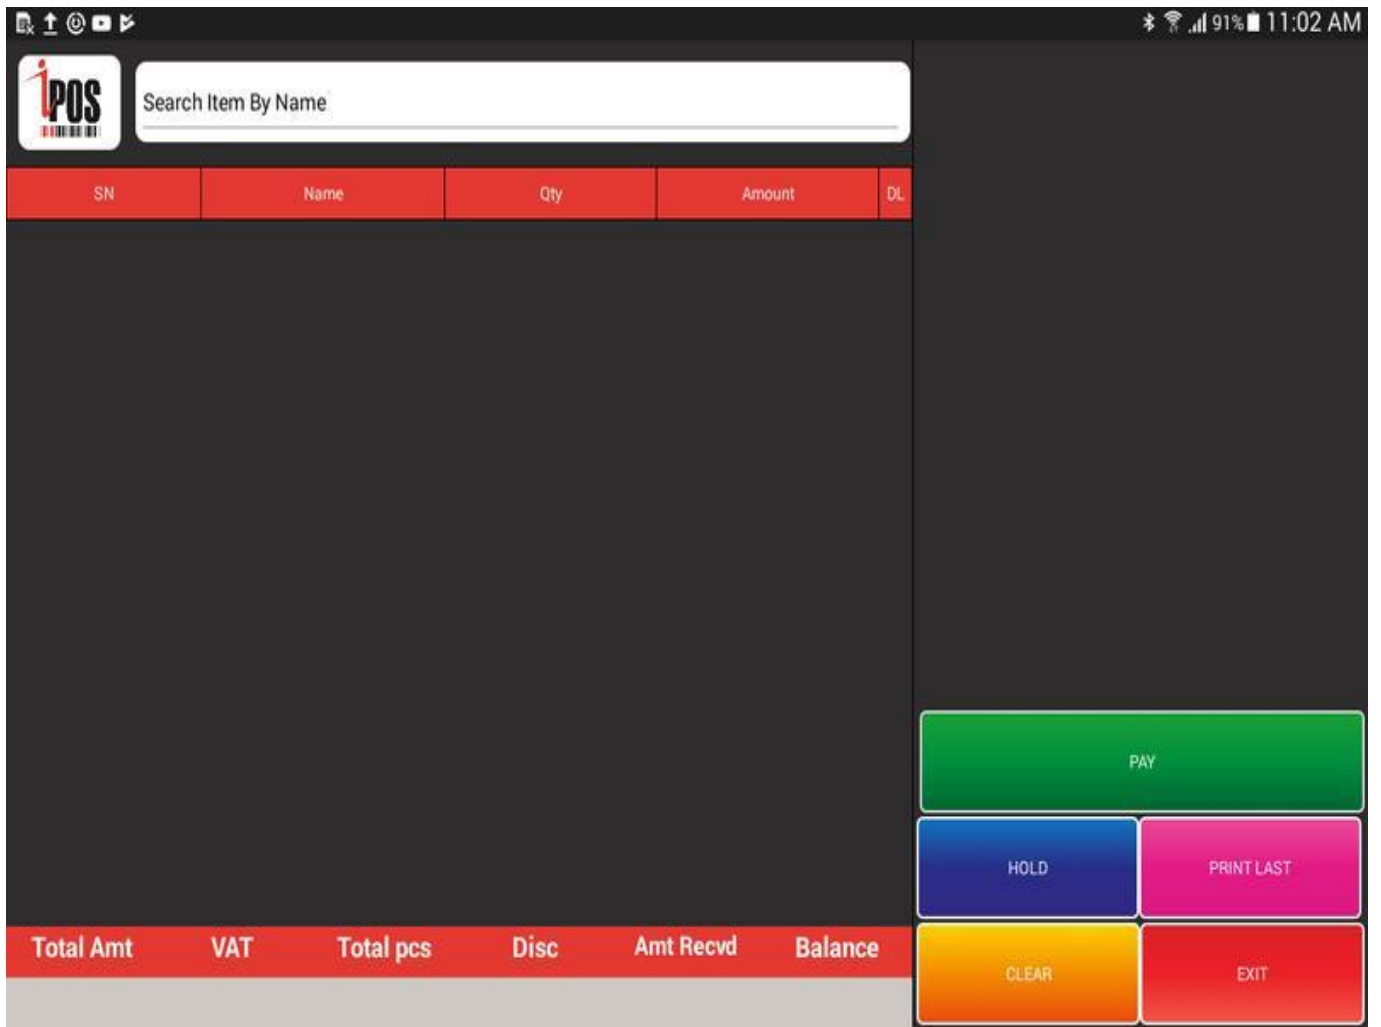 91% 11:02 AM
iPOS
Search Item By Name
SN Name Qty Amount DL
PAY
HOLD PRINT LAST
Total Amt VAT Total pcs Disc Amt Recvd Balance
CLEAR EXIT